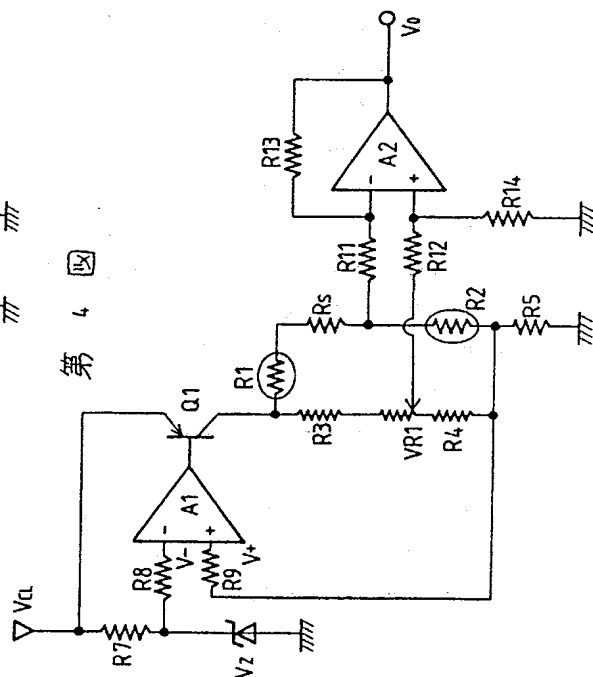 第 4 図
VCL
R7
VZ
R8
R9
V-
V+
-
+
A1
Q1
R1
R3
VR1
R4
Rs
R2
R5
R11
R12
R13
-
+
A2
R14
V0